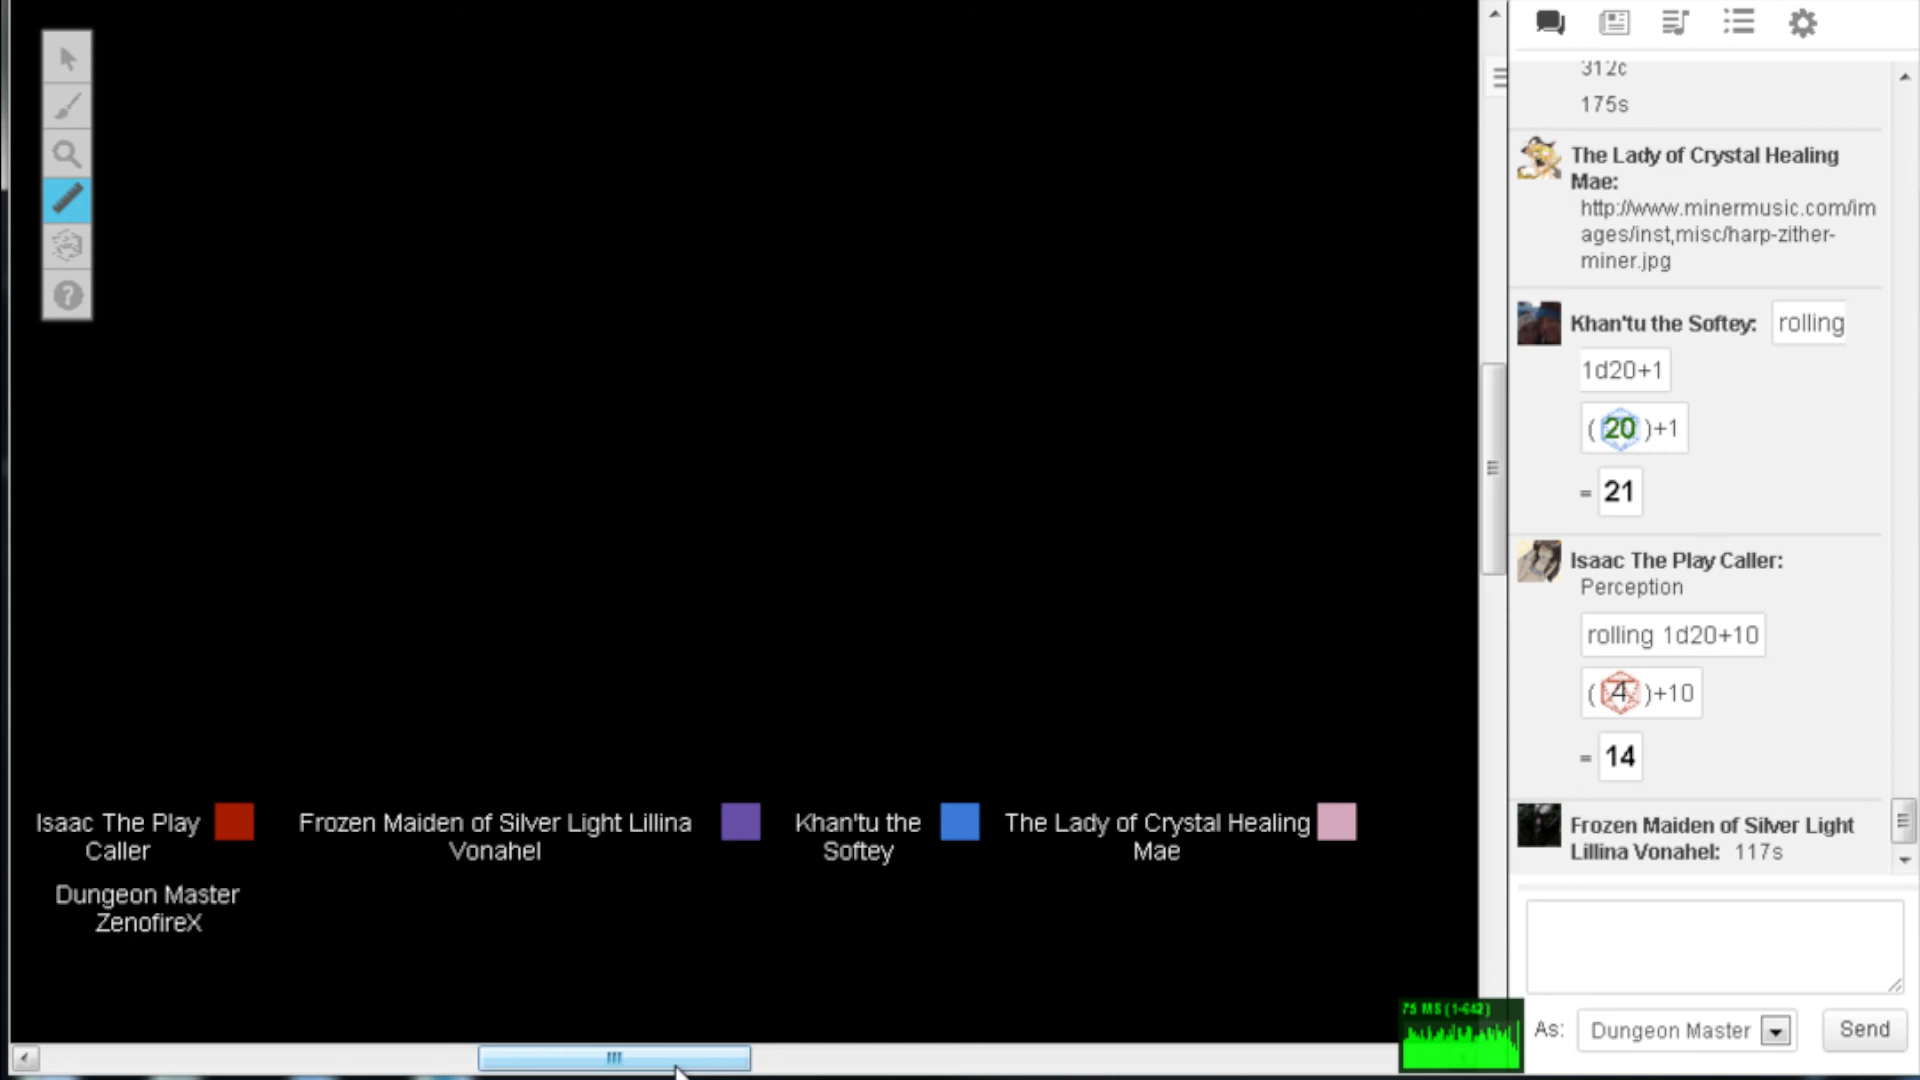 312c
175s
The Lady of Crystal Healing
Mae:
http://www.minermusic.com/im
ages/inst,misc/harp-zither-
miner.jpg
Khan'tu the Softey: rolling
1d20+1
(20)+1
= 21
Isaac The Play Caller:
Perception
rolling 1d20+10
(4)+10
= 14
Frozen Maiden of Silver Light
Lillina Vonahel: 117s
As: Dungeon Master Send
Isaac The Play
Caller
Frozen Maiden of Silver Light Lillina
Vonahel
Khan'tu the
Softey
The Lady of Crystal Healing
Mae
Dungeon Master
ZenofireX
75 MS (1-642)